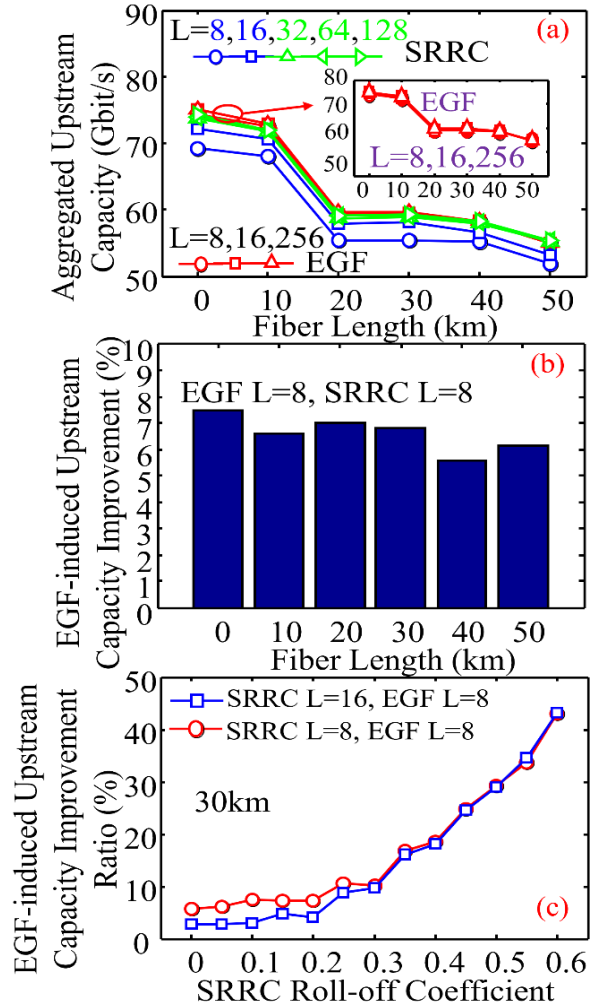 L=8,16,32,64,128
(a)
SRRC
EGF
L=8,16,256
80
70
60
50
0 10 20 30 40 50
L=8,16,256
EGF
90
80
70
60
50
0 10 20 30 40 50
Fiber Length (km)
Aggregated Upstream
Capacity (Gbit/s)
(b)
EGF L=8, SRRC L=8
10
9
8
7
6
5
4
3
2
1
0
0 10 20 30 40 50
Fiber Length (km)
EGF-induced Upstream
Capacity Improvement (%)
SRRC L=16, EGF L=8
SRRC L=8, EGF L=8
30km
(c)
50
40
30
20
10
0
0 0.1 0.2 0.3 0.4 0.5 0.6
SRRC Roll-off Coefficient
EGF-induced Upstream
Capacity Improvement
Ratio (%)